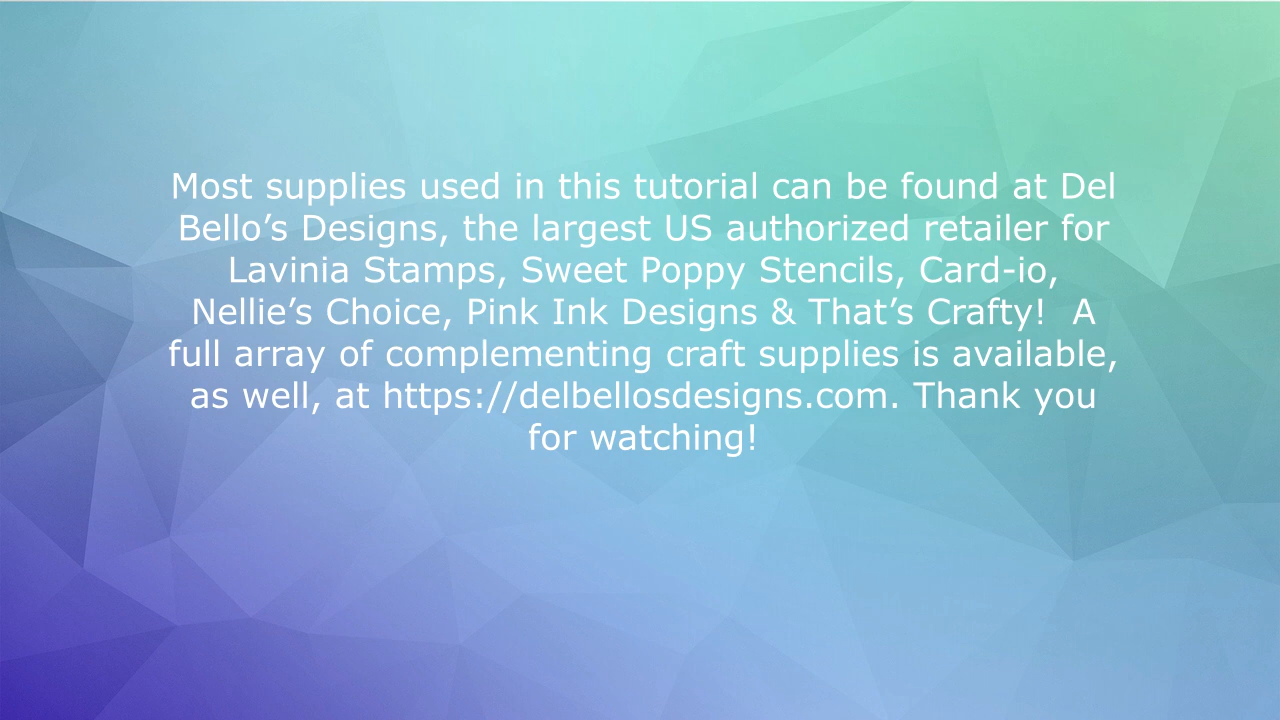 Most supplies used in this tutorial can be found at Del
Bello’s Designs, the largest US authorized retailer for
Lavinia Stamps, Sweet Poppy Stencils, Card-io,
Nellie’s Choice, Pink Ink Designs & That’s Crafty!  A
full array of complementing craft supplies is available,
as well, at https://delbellosdesigns.com. Thank you
for watching!